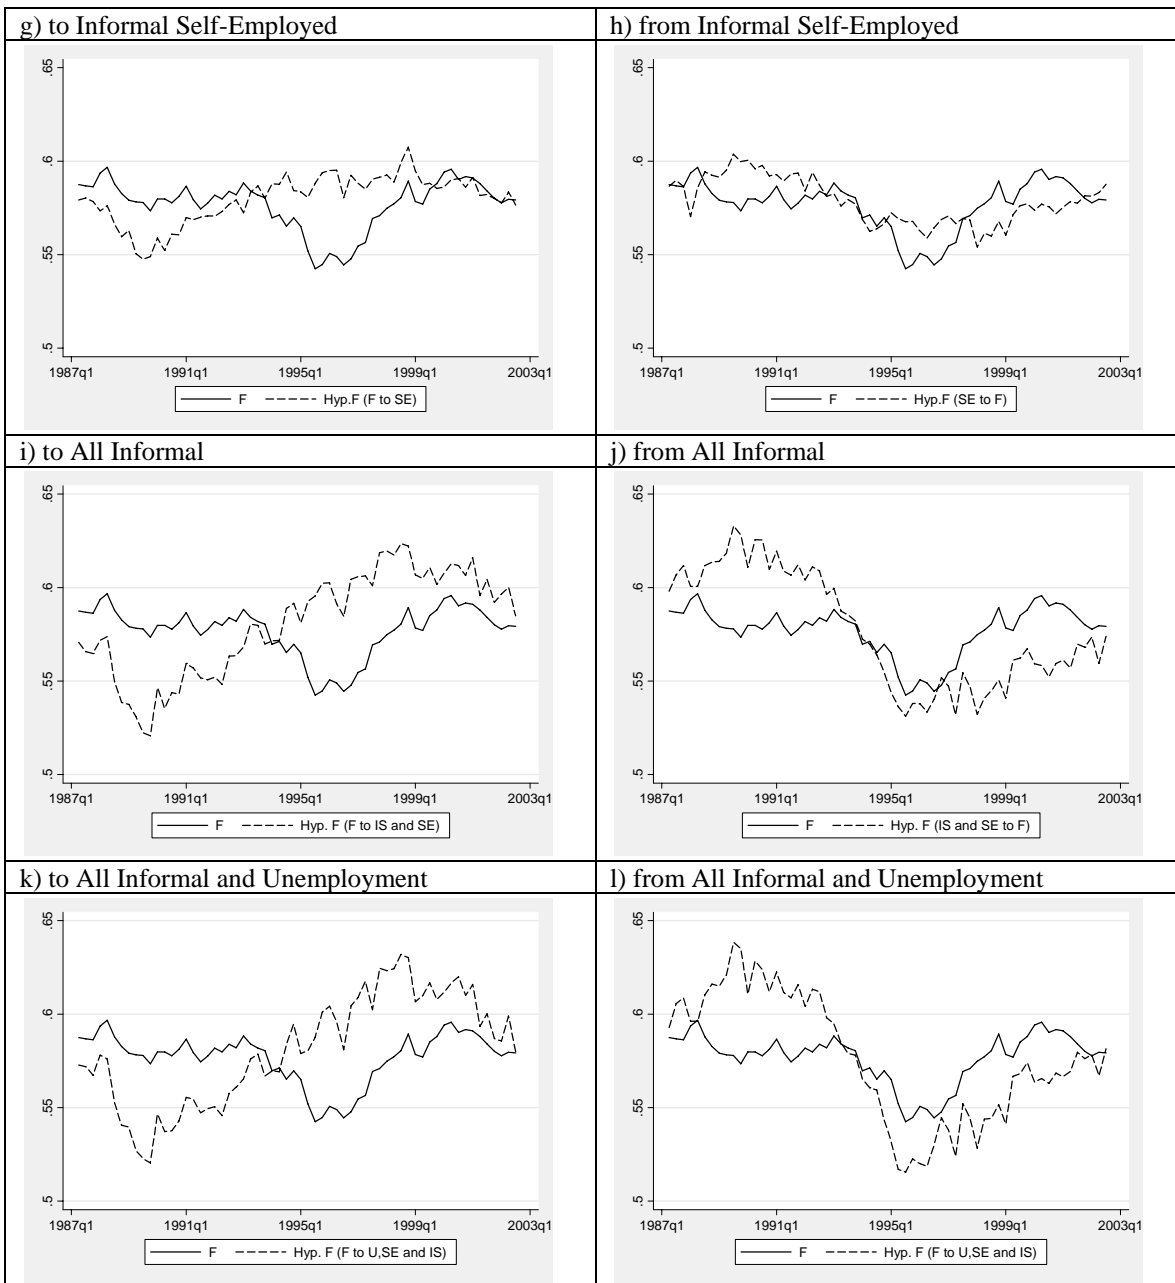 g) to Informal Self-Employed
h) from Informal Self-Employed
.65
.6
.55
.5
1987q1 1991q1 1995q1 1999q1 2003q1
F Hyp.F (F to SE)
.65
.6
.55
.5
1987q1 1991q1 1995q1 1999q1 2003q1
F Hyp.F (SE to F)
i) to All Informal
j) from All Informal
.65
.6
.55
.5
1987q1 1991q1 1995q1 1999q1 2003q1
F Hyp. F (F to IS and SE)
.65
.6
.55
.5
1987q1 1991q1 1995q1 1999q1 2003q1
F Hyp. F (IS and SE to F)
k) to All Informal and Unemployment
l) from All Informal and Unemployment
.65
.6
.55
.5
1987q1 1991q1 1995q1 1999q1 2003q1
F Hyp. F (F to U,SE and IS)
.65
.6
.55
.5
1987q1 1991q1 1995q1 1999q1 2003q1
F Hyp. F (F to U,SE and IS)